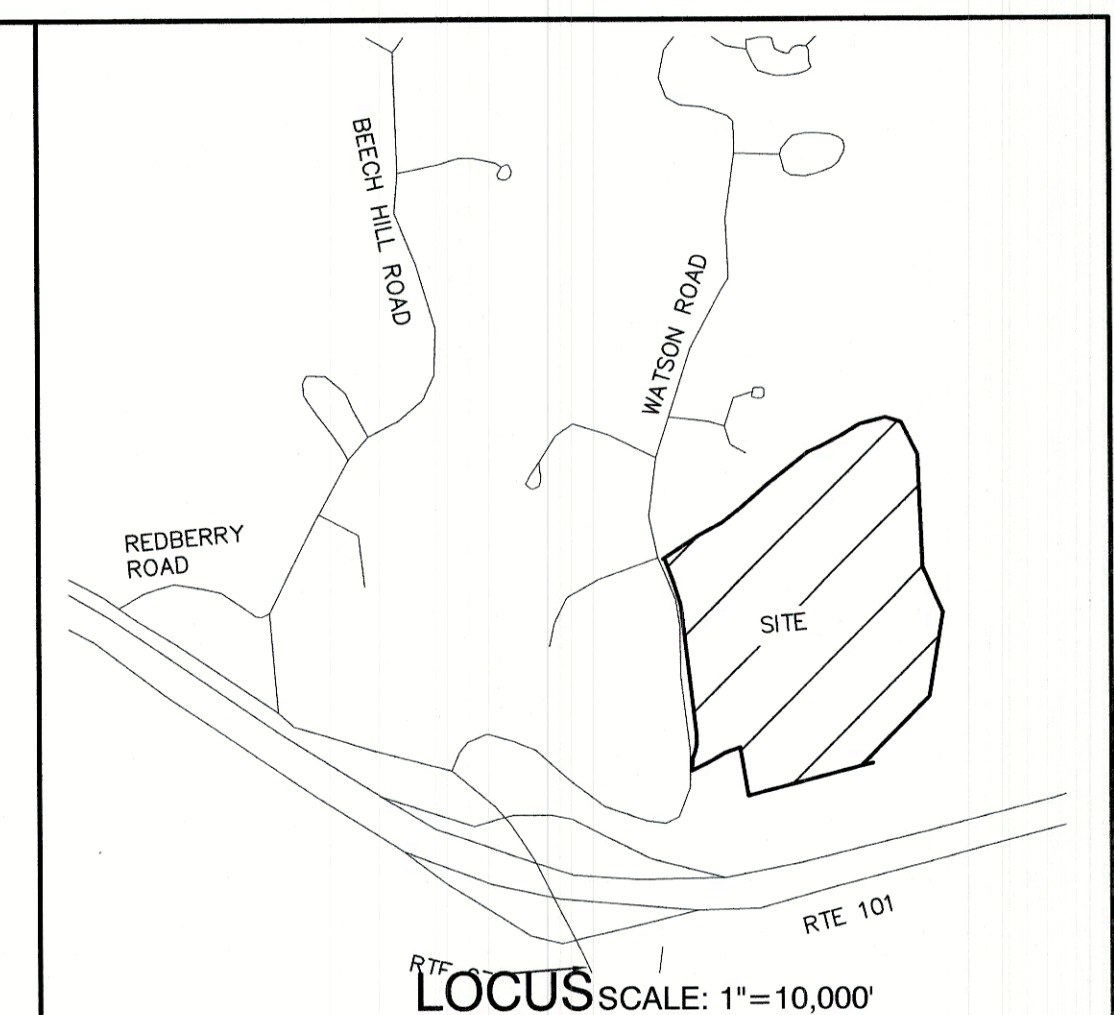 BEECH HILL ROAD
WATSON ROAD
REDBERRY
ROAD
SITE
RTE 101
LOCUS SCALE: 1"=10,000'